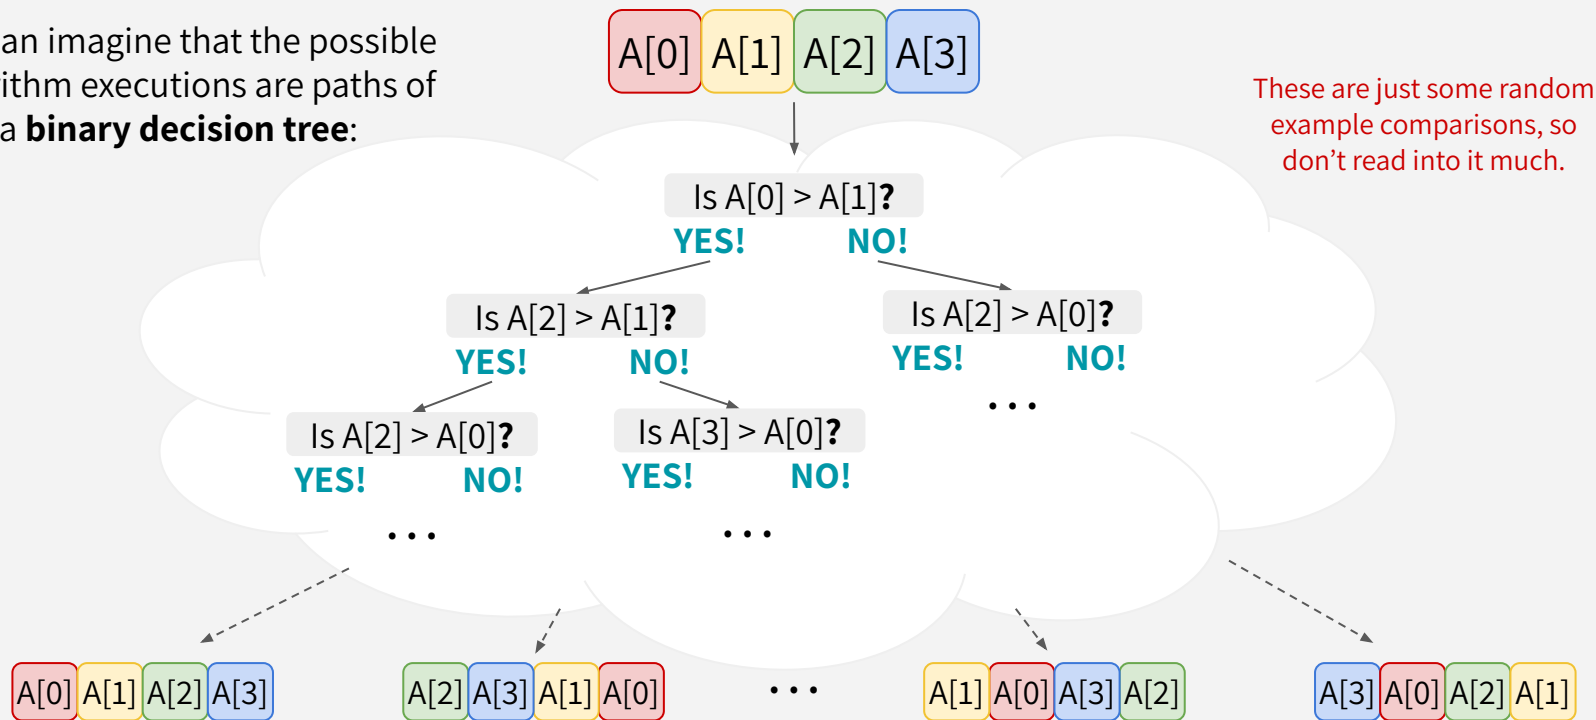 an imagine that the possible
ithm executions are paths of
a binary decision tree:
A[0] A[1] A[2] A[3]
These are just some random
example comparisons, so
don't read into it much.
Is A[0] > A[1]?
YES! NO!
Is A[2] > A[1]?
YES! NO!
Is A[2] > A[0]?
YES! NO!
...
Is A[2] > A[0]?
YES! NO!
...
Is A[3] > A[0]?
YES! NO!
...
A[0] A[1] A[2] A[3]
A[2] A[3] A[1] A[0]
...
A[1] A[0] A[3] A[2]
A[3] A[0] A[2] A[1]